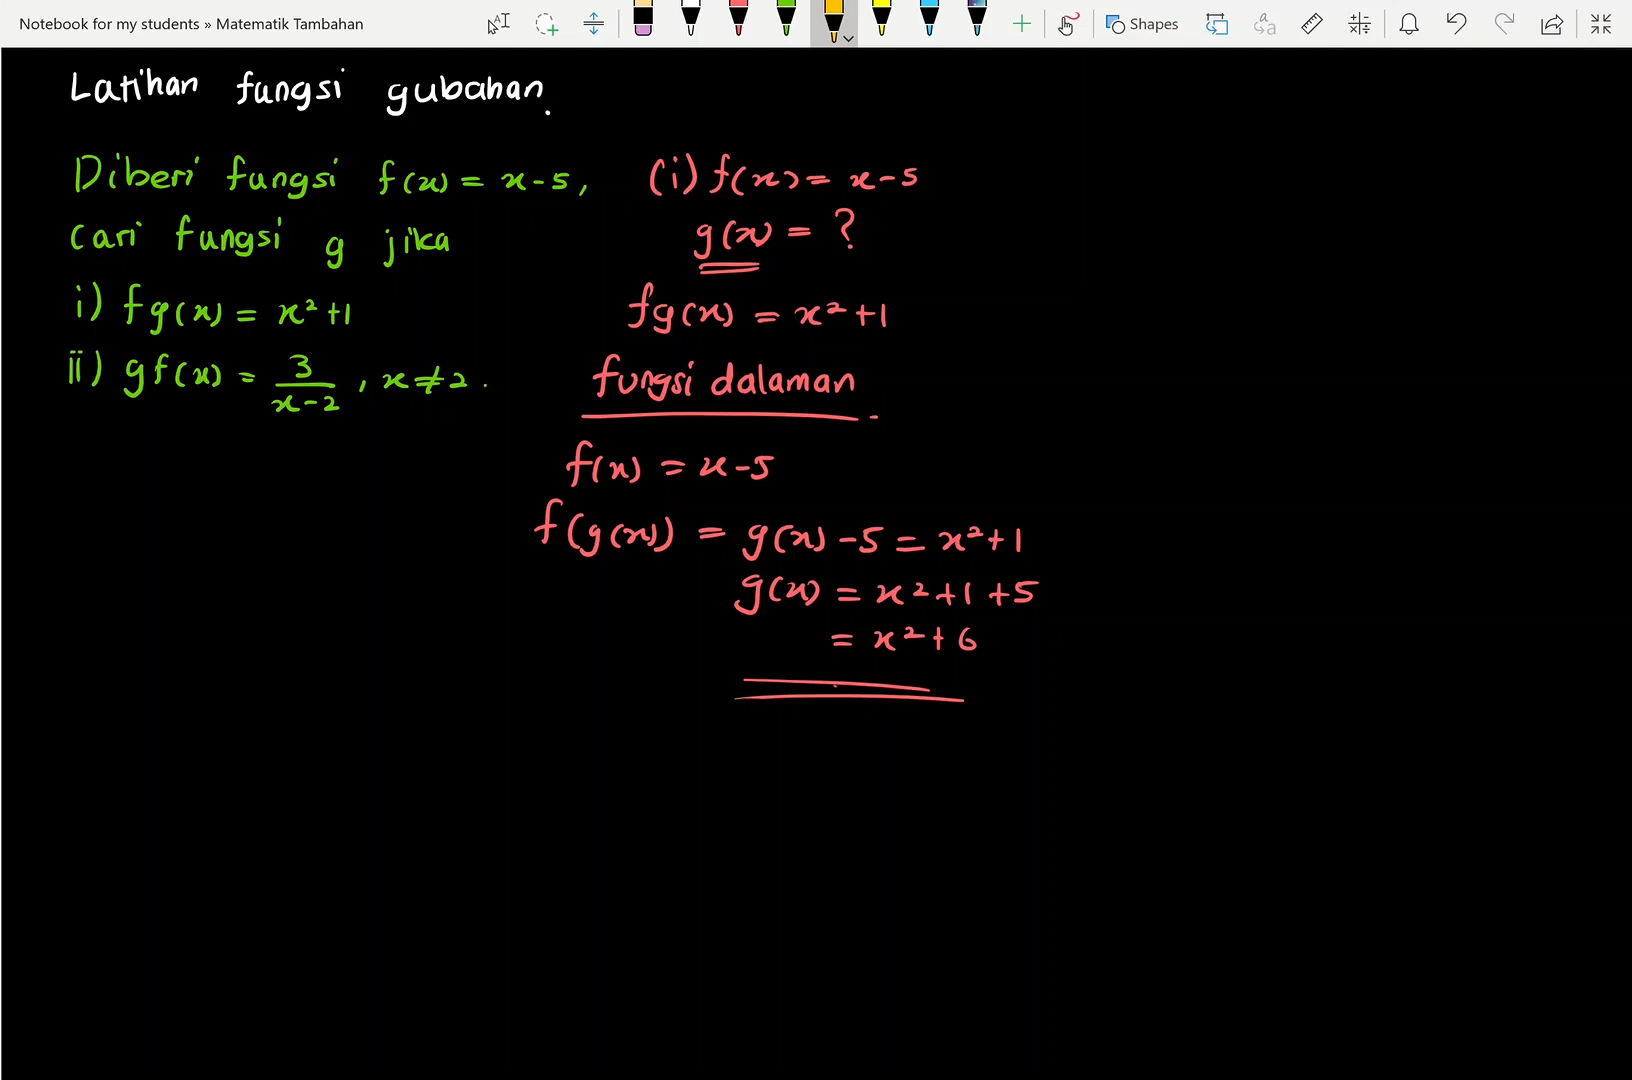 Notebook for my students » Matematik Tambahan
Shapes
Latihan fungsi gubahan.
Diberi fungsi f(x) = x-5,
cari fungsi g jika
i) fg(x) = x²+1
ii) gf(x) = 3/(x-2), x≠2.
(i) f(x) = x-5
g(x) = ?
fg(x) = x²+1
fungsi dalaman.
f(x) = x-5
f(g(x)) = g(x)-5 = x²+1
g(x) = x²+1+5
= x²+6